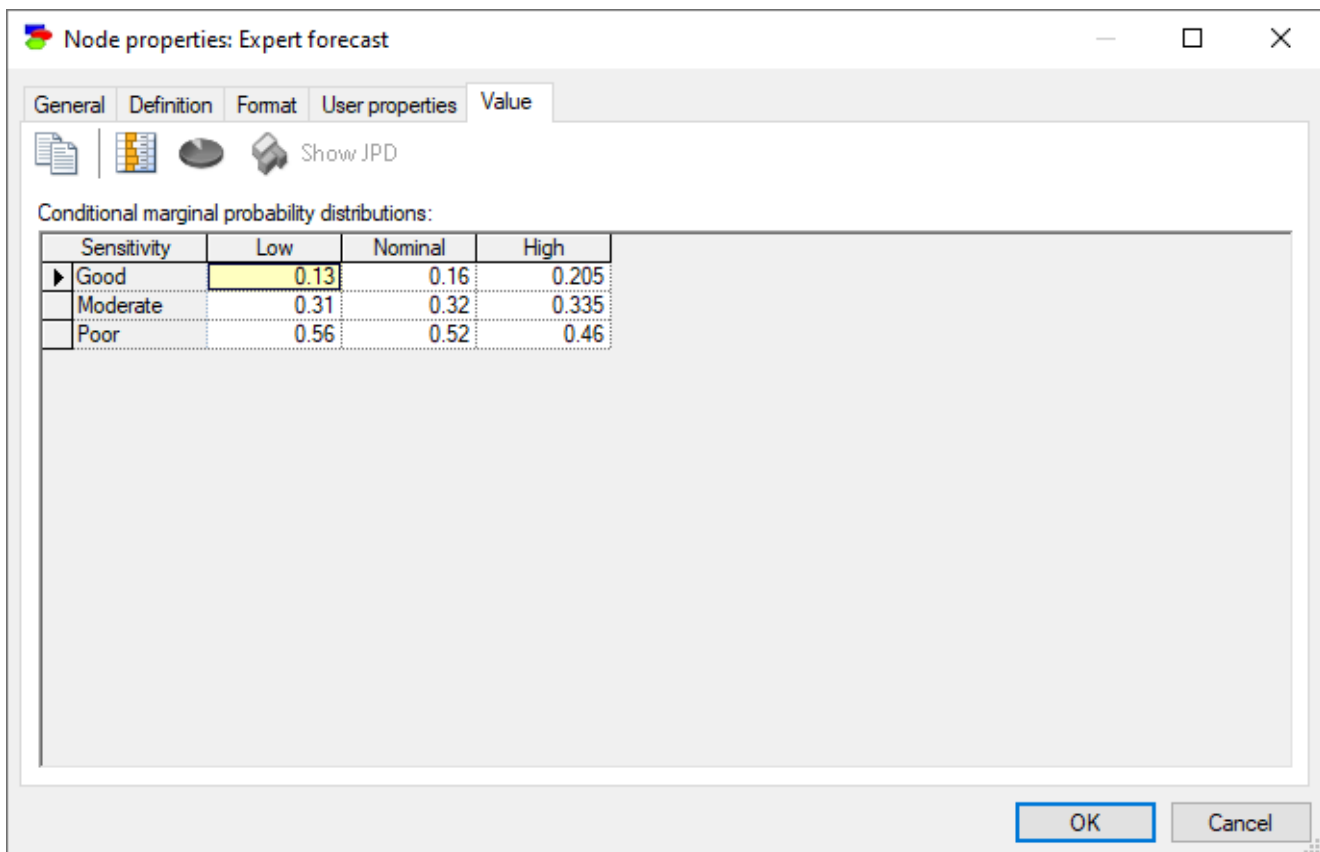 Node properties: Expert forecast
General Definition Format User properties Value
Show JPD
Conditional marginal probability distributions:
Sensitivity Low Nominal High
Good 0.13 0.16 0.205
Moderate 0.31 0.32 0.335
Poor 0.56 0.52 0.46
OK Cancel